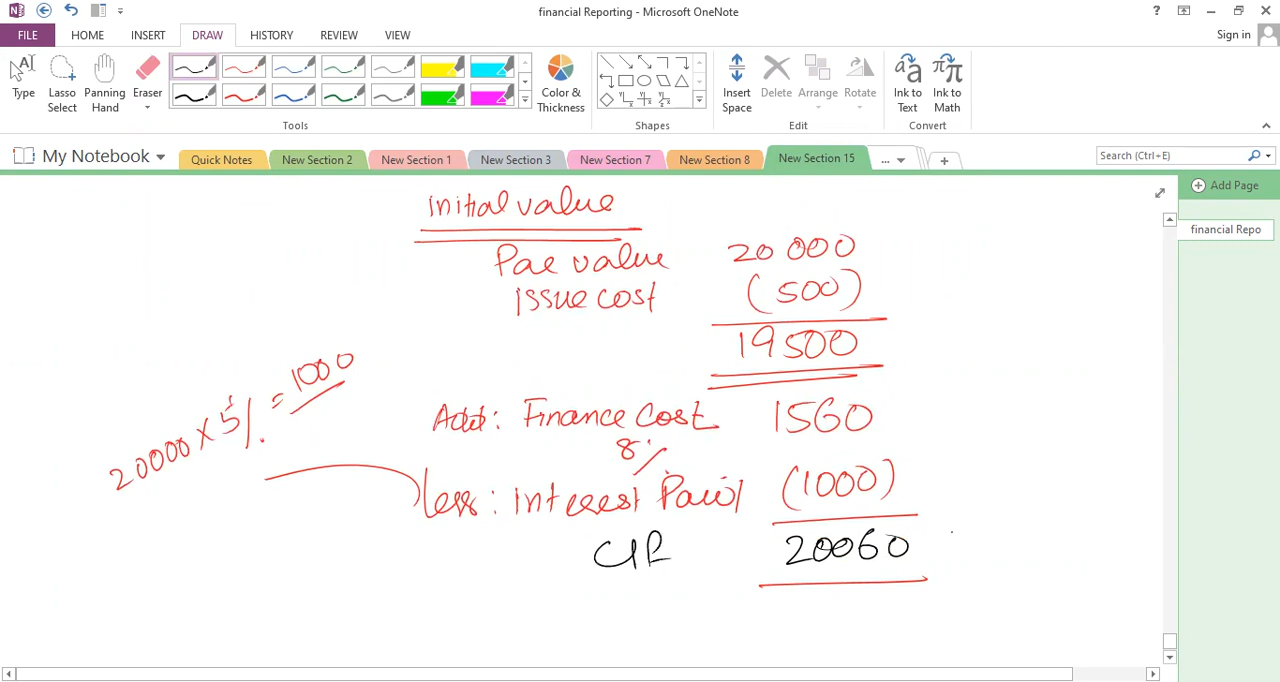 financial Reporting - Microsoft OneNote
FILE HOME INSERT DRAW HISTORY REVIEW VIEW
Sign in
Type
Lasso Select
Panning Hand
Eraser
Color & Thickness
Insert Space
Delete
Arrange
Rotate
Ink to Text
Ink to Math
Tools
Shapes
Edit
Convert
My Notebook
Quick Notes
New Section 2
New Section 1
New Section 3
New Section 7
New Section 8
New Section 15
...
Search (Ctrl+E)
Add Page
financial Repo
initial value
Par value 20 000
Issue cost (500)
19500
20000 x 5% = 1000
Add: Finance Cost 1560
8%
less: Interest Paid (1000)
20060